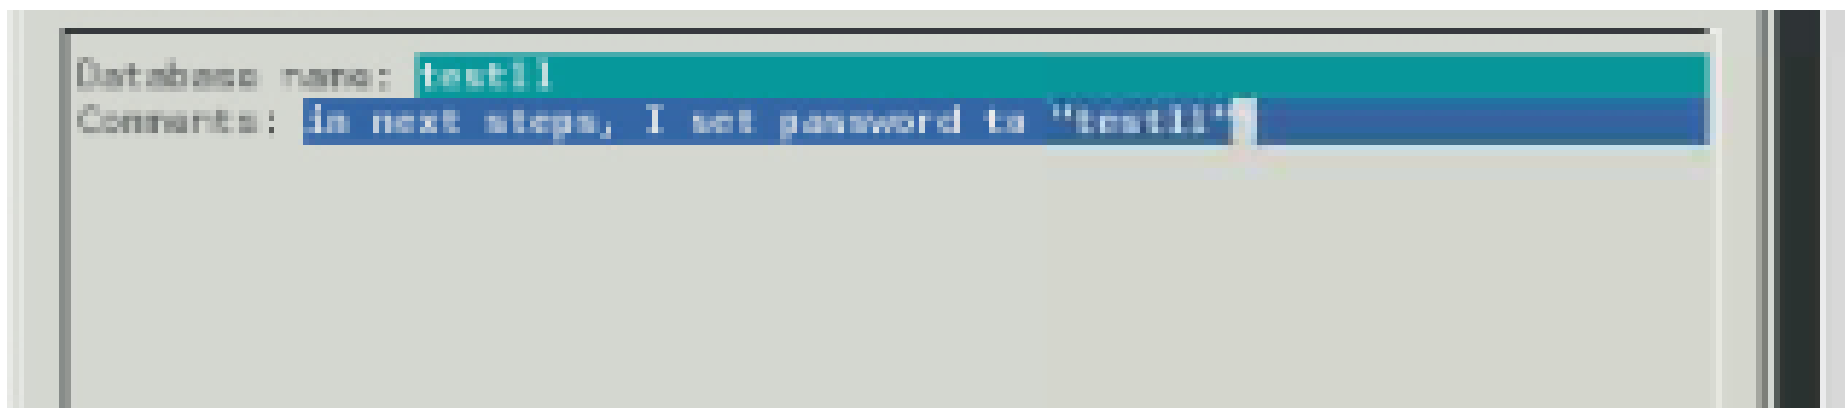 Database name: test11
Comments: in next steps, I set password to "test11"